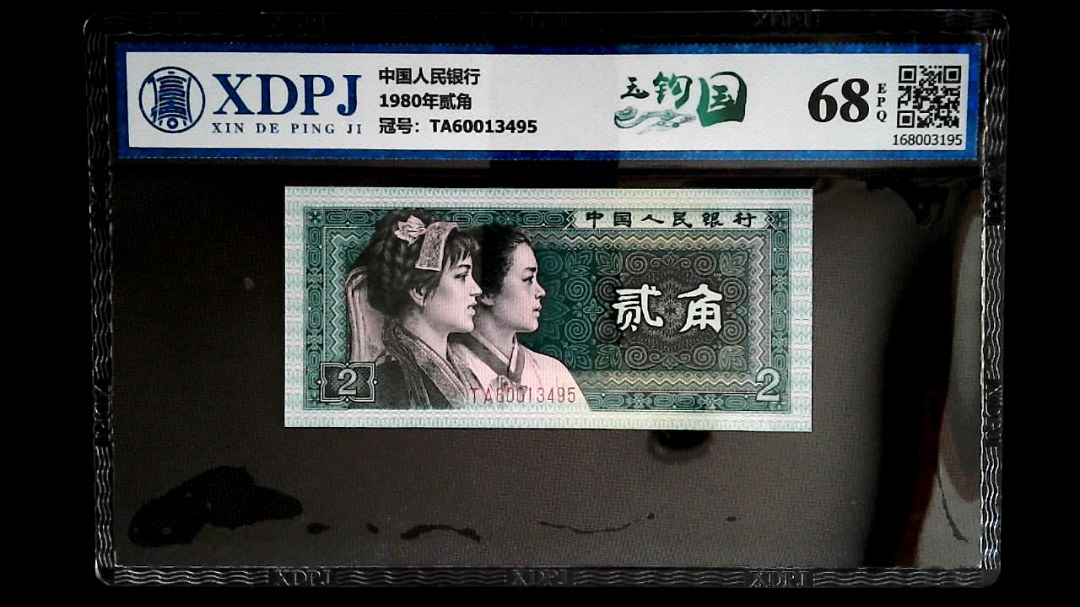 XDPJ
XIN DE PING JI
中国人民银行
1980年贰角
冠号：TA60013495
玉钩国
68
EPQ
168003195
中国人民银行
贰角
2
TA60013495
2
XDPJ
XDPJ
XDPJ